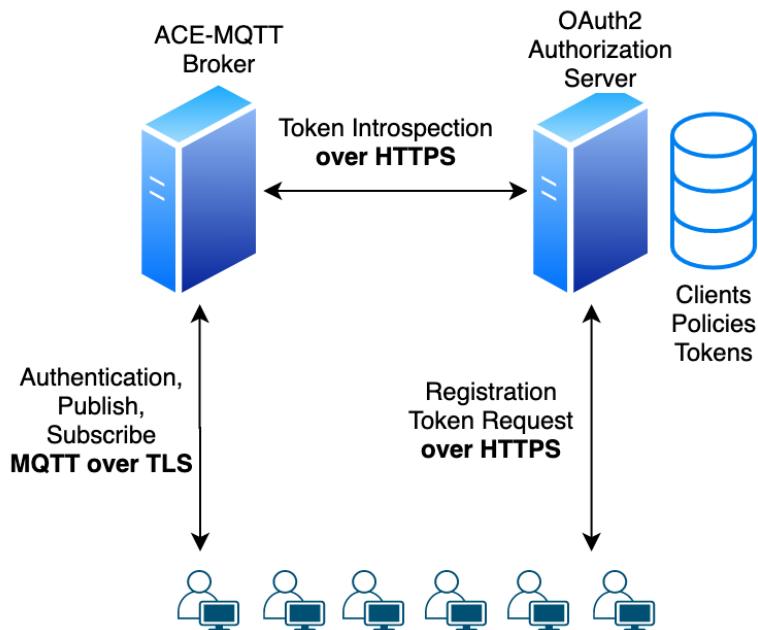 ACE-MQTT
Broker
OAuth2
Authorization
Server
Token Introspection
over HTTPS
Clients
Policies
Tokens
Authentication,
Publish,
Subscribe
MQTT over TLS
Registration
Token Request
over HTTPS